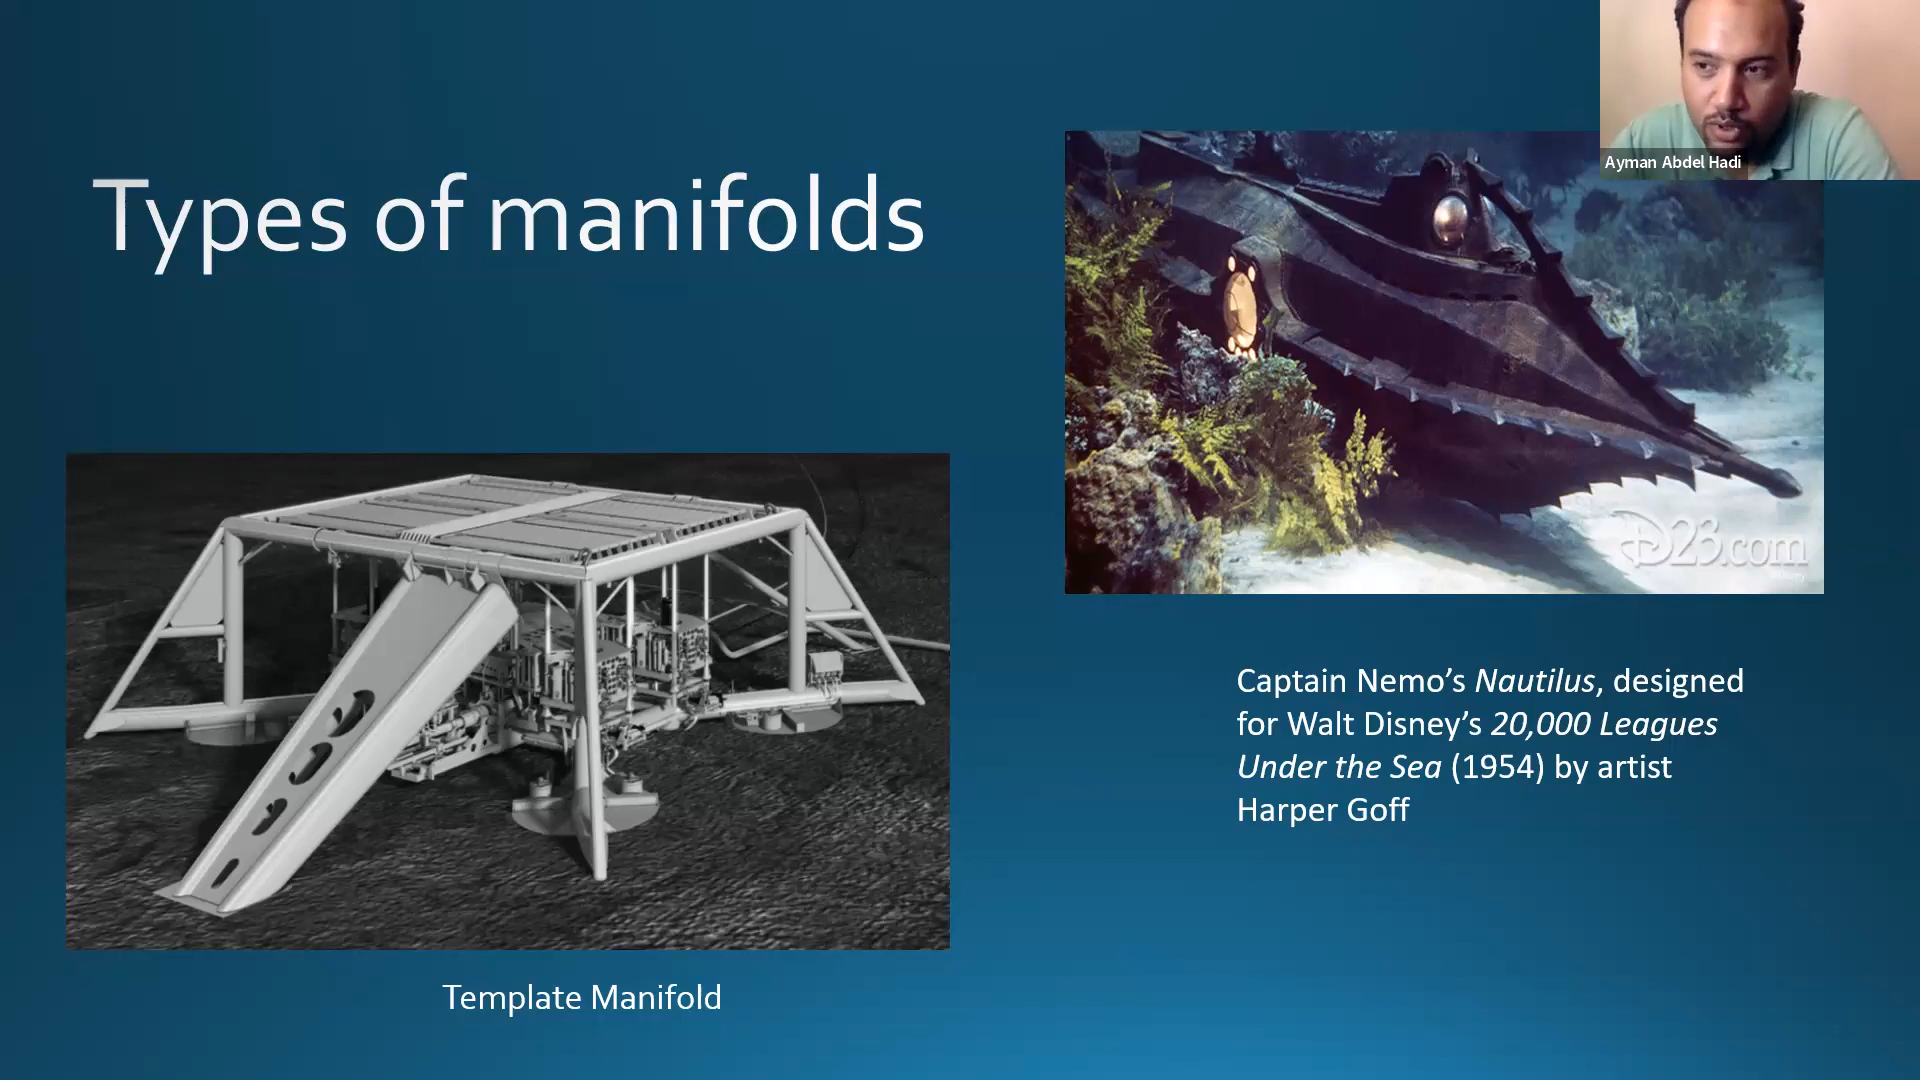 Ayman Abdel Hadi
Types of manifolds
D23.com
Captain Nemo's Nautilus, designed
for Walt Disney's 20,000 Leagues
Under the Sea (1954) by artist
Harper Goff
Template Manifold